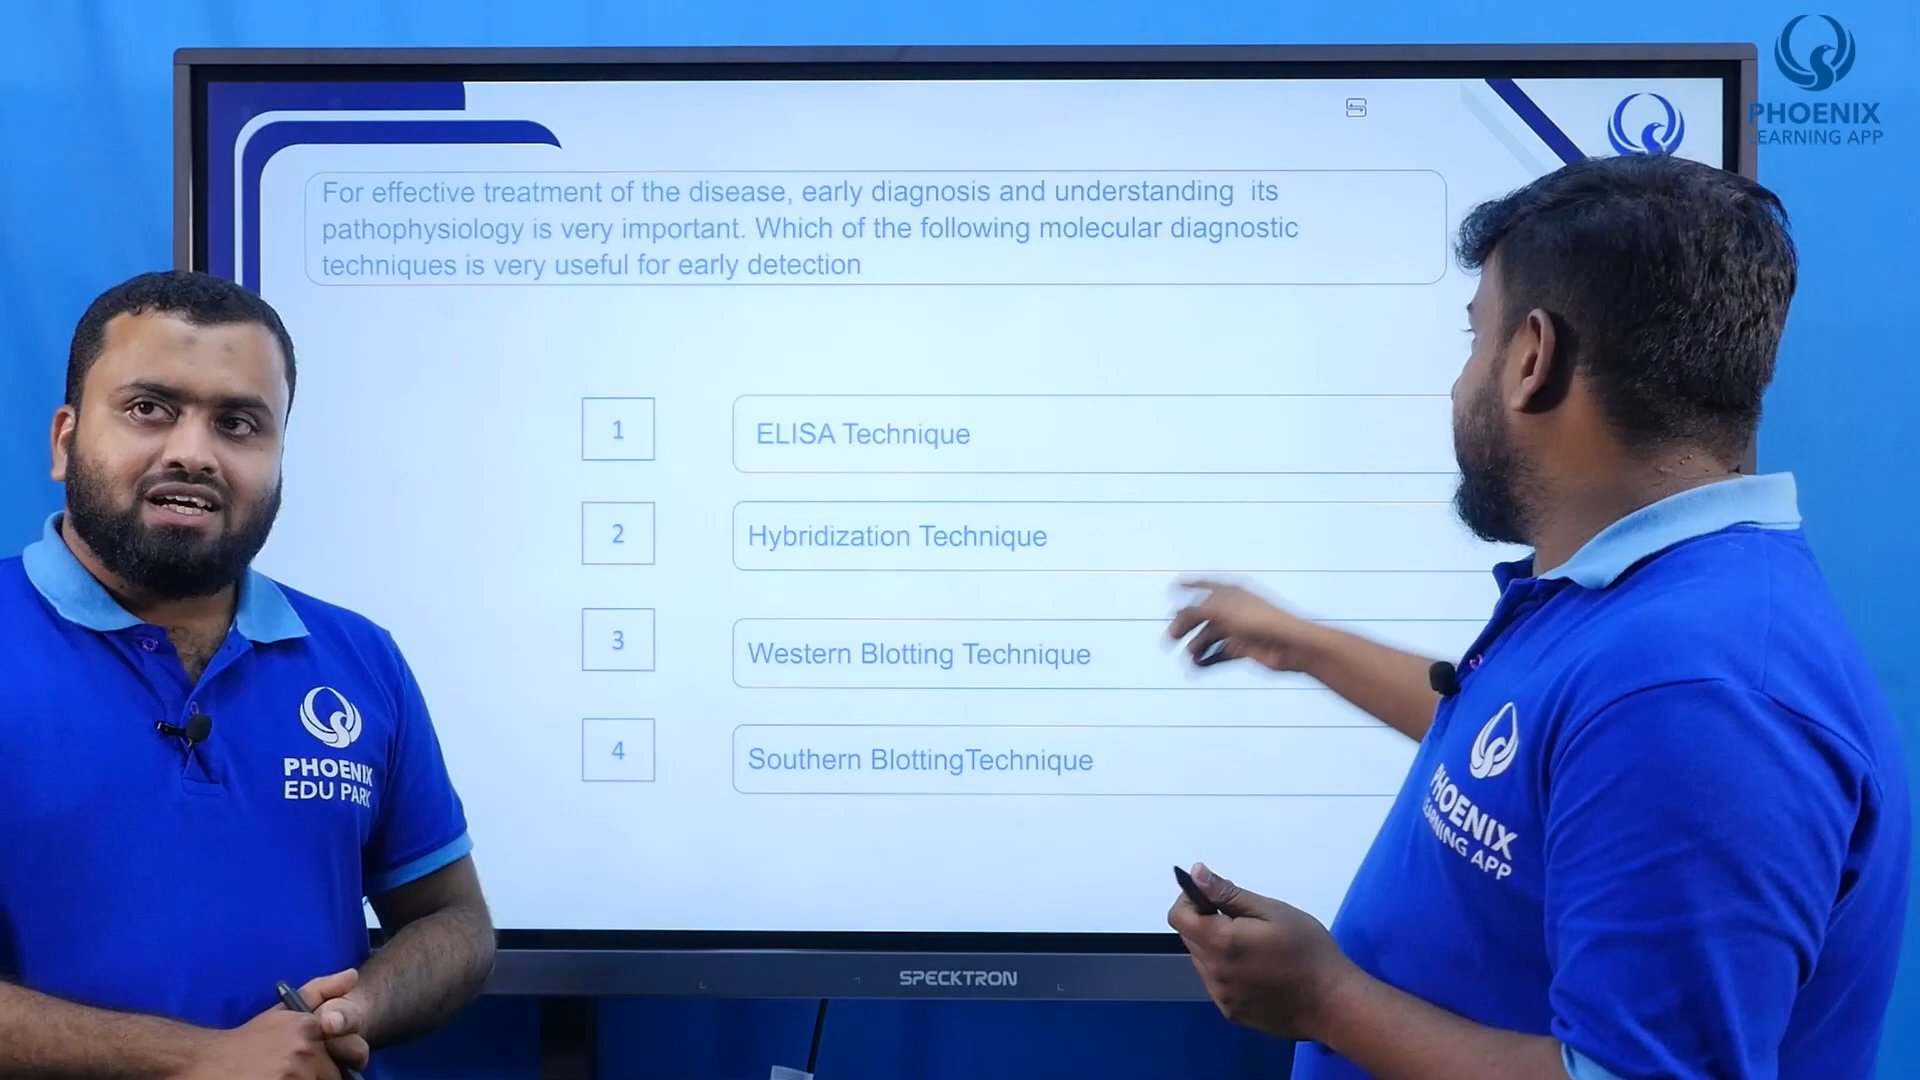 PHOENIX
LEARNING APP
For effective treatment of the disease, early diagnosis and understanding its
pathophysiology is very important. Which of the following molecular diagnostic
techniques is very useful for early detection
1
ELISA Technique
2
Hybridization Technique
3
Western Blotting Technique
4
Southern BlottingTechnique
PHOENIX
EDU PARK
PHOENIX
LEARNING APP
SPECKTRON